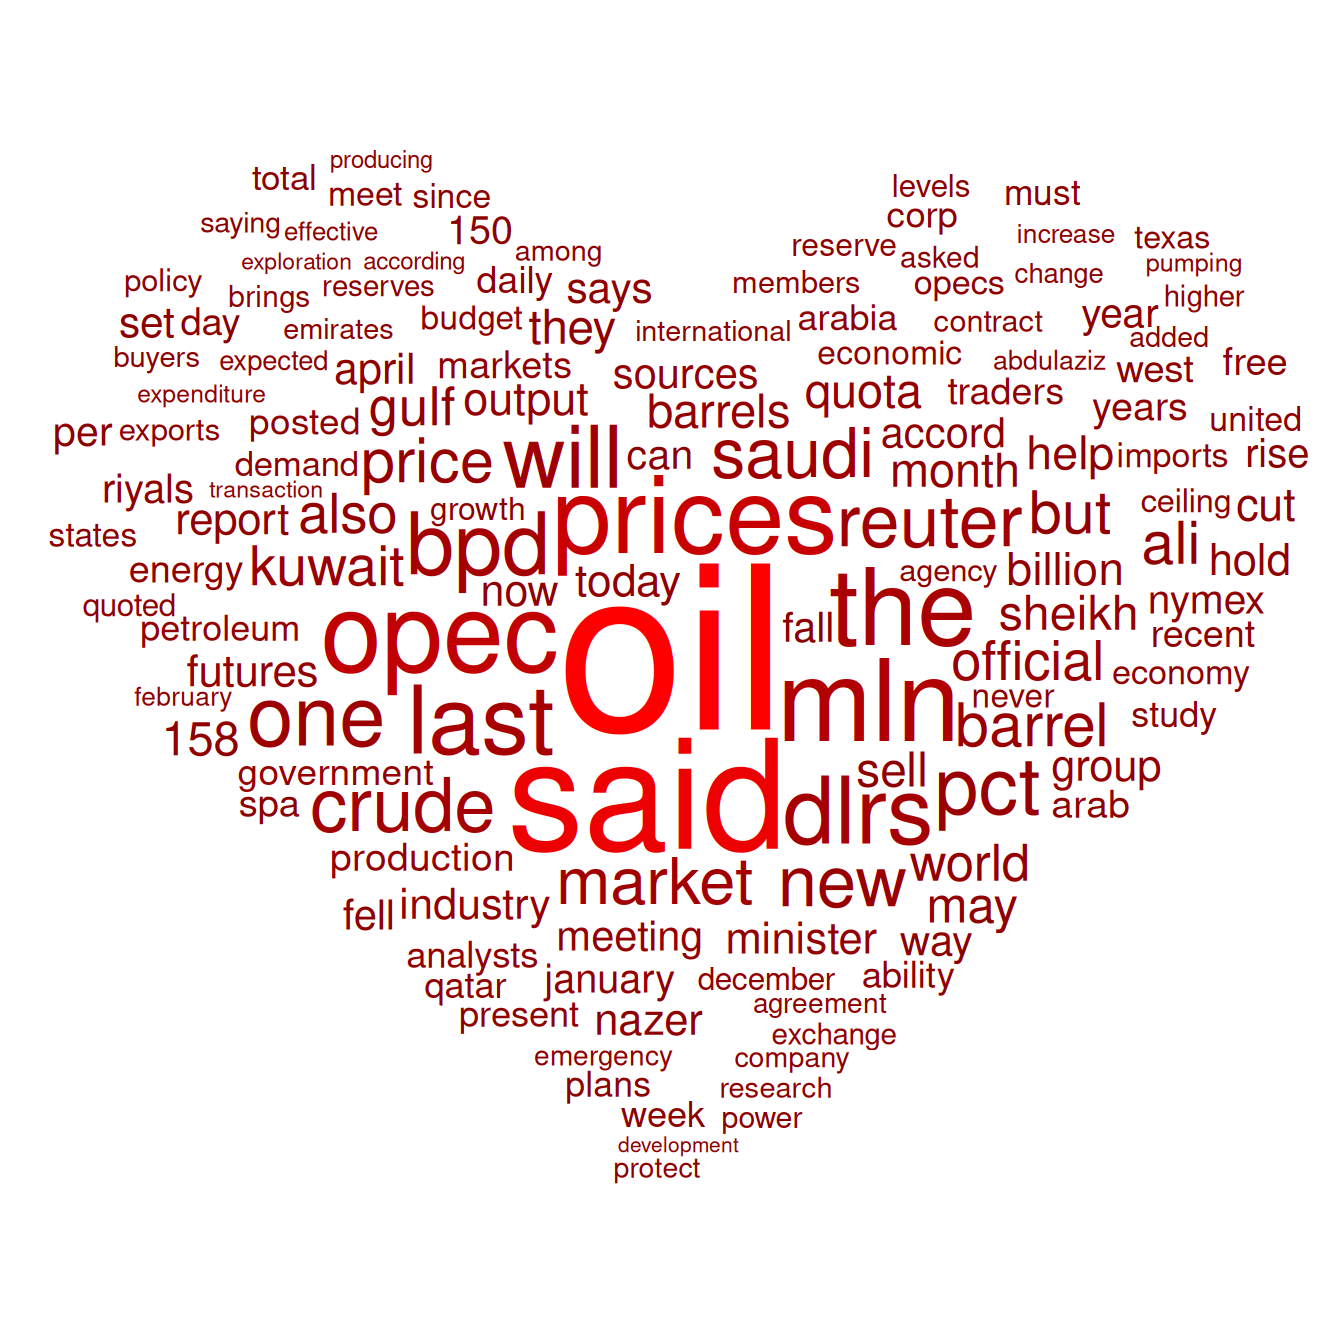 producing
total meet since levels must
saying effective 150 corp
among reserve asked increase texas
exploration according daily says members opecs change pumping
policy brings reserves higher
set day emirates budget they international arabia contract year added
buyers expected april markets sources economic abdulaziz west free
expenditure gulf output barrels quota traders years united
per exports posted
demand price will can saudi accord month help imports rise
riyals transaction
states report also growth bpd prices reuter but ceiling cut
energy kuwait now today agency billion ali hold
quoted petroleum opec oil fall the sheikh nymex recent
futures official economy
february one last mln never barrel study
158
government sell pct group
spa crude said dlrs arab
production market new world
fell industry may
analysts meeting minister way
qatar january december ability
present nazer agreement
exchange
emergency company
plans research
week power
development
protect